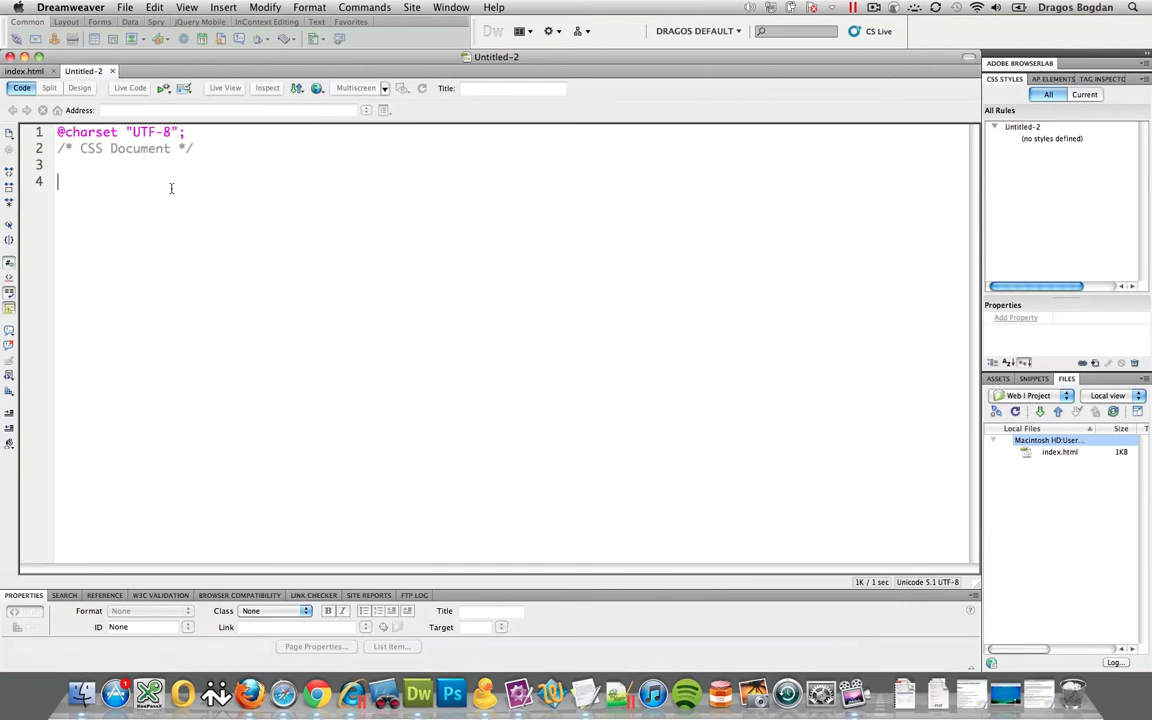 Dreamweaver File Edit View Insert Modify Format Commands Site Window Help Dragos Bogdan
Common Layout Forms Data Spry jQuery Mobile InContext Editing Text Favorites
Dw DRAGOS DEFAULT CS Live
Untitled-2
index.html Untitled-2
Code Split Design Live Code Live View Inspect Multiscreen Title:
Address:
1 @charset "UTF-8";
2 /* CSS Document */
3
4
1K / 1 sec Unicode 5.1 UTF-8
ADOBE BROWSERLAB
CSS STYLES AP ELEMENTS TAG INSPECTO
All Current
All Rules
Untitled-2
(no styles defined)
Properties
Add Property
ASSETS SNIPPETS FILES
Web I Project Local view
Local Files Size T
Macintosh HD:User...
index.html 1KB
Log...
PROPERTIES SEARCH REFERENCE W3C VALIDATION BROWSER COMPATIBILITY LINK CHECKER SITE REPORTS FTP LOG
Format None Class None B I Title
ID None Link Target
Page Properties... List Item...
Dw Ps